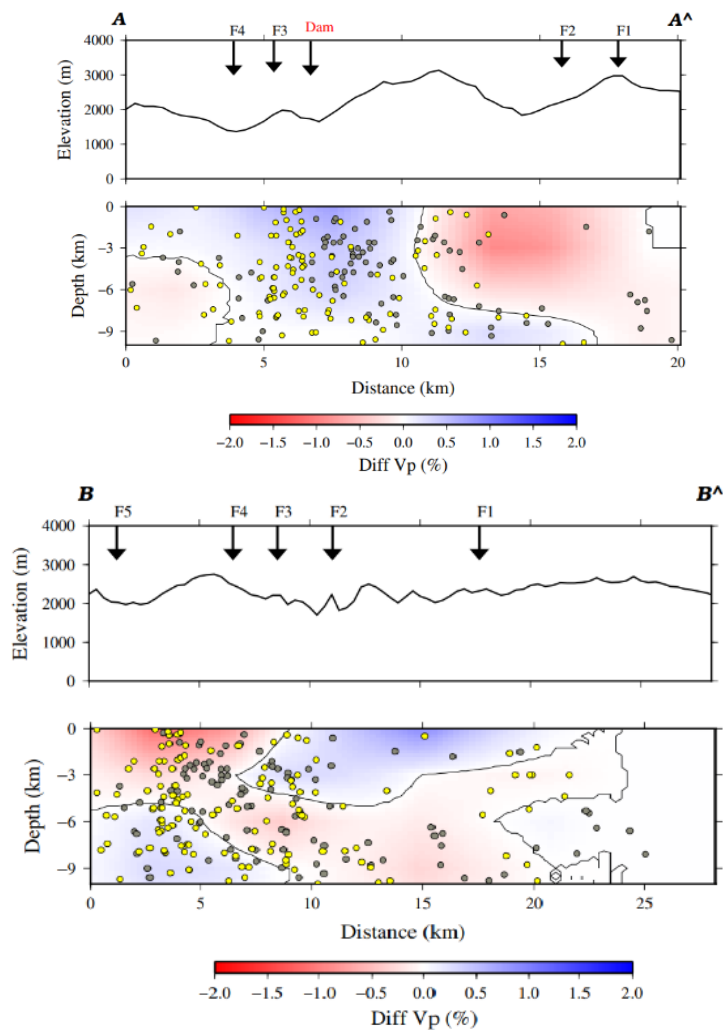 A A^
F4 F3 Dam F2 F1
4000
3000
2000
1000
0
Elevation (m)
0
−3
−6
−9
Depth (km)
0 5 10 15 20
Distance (km)
−2.0 −1.5 −1.0 −0.5 0.0 0.5 1.0 1.5 2.0
Diff Vp (%)
B B^
F5 F4 F3 F2 F1
4000
3000
2000
1000
0
Elevation (m)
0
−3
−6
−9
Depth (km)
0 5 10 15 20 25
Distance (km)
−2.0 −1.5 −1.0 −0.5 0.0 0.5 1.0 1.5 2.0
Diff Vp (%)